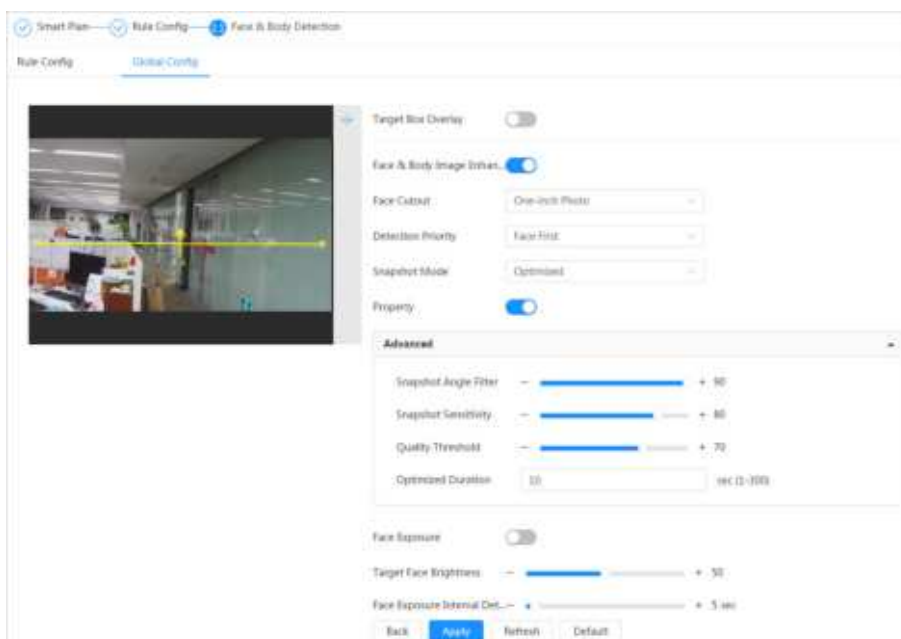 Smart Plan Rule Config Face & Body Detection
Rule Config Global Config
Target Box Overlay
Face & Body Image Enhan...
Face Cutout One-inch Photo
Detection Priority Face First
Snapshot Mode Optimized
Property
Advanced
Snapshot Angle Filter − + 90
Snapshot Sensitivity − + 80
Quality Threshold − + 70
Optimized Duration 10 sec (1-300)
Face Exposure
Target Face Brightness − + 50
Face Exposure Interval Det... − + 5 sec
Back Apply Refresh Default